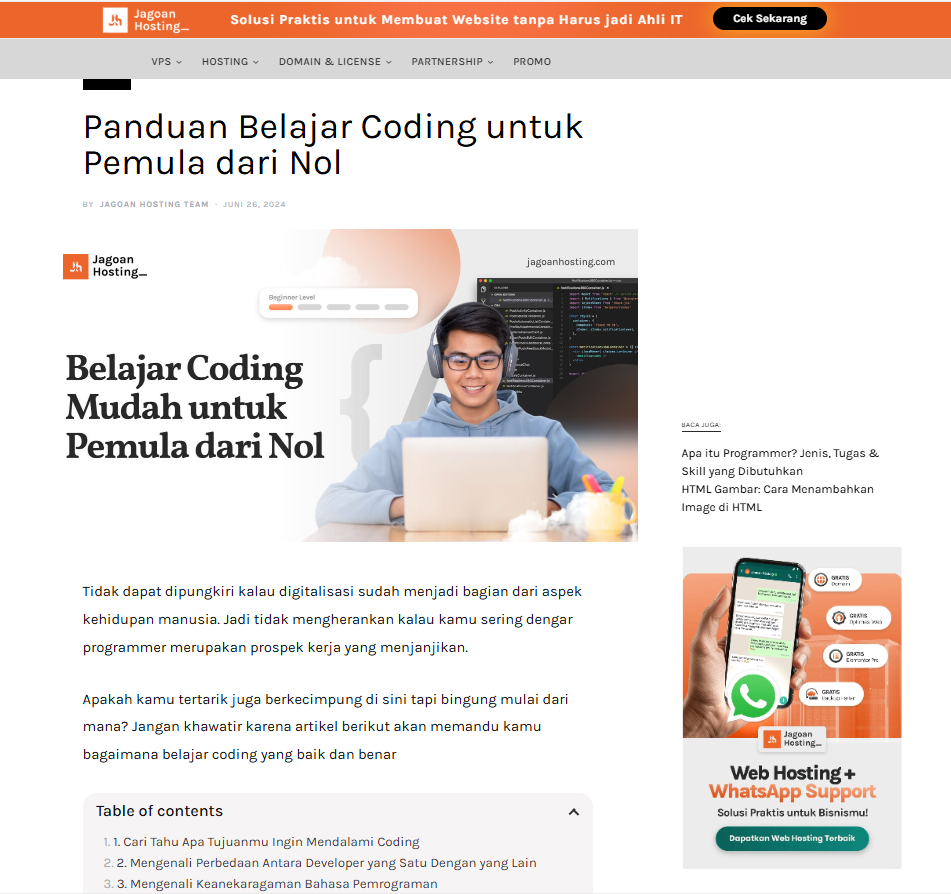 Jagoan
Hosting_
Solusi Praktis untuk Membuat Website tanpa Harus jadi Ahli IT
Cek Sekarang
VPS
HOSTING
DOMAIN & LICENSE
PARTNERSHIP
PROMO
Panduan Belajar Coding untuk
Pemula dari Nol
BY JAGOAN HOSTING TEAM - JUNI 26, 2024
Jagoan
Hosting_
jagoanhosting.com
Beginner Level
Belajar Coding
Mudah untuk
Pemula dari Nol
Tidak dapat dipungkiri kalau digitalisasi sudah menjadi bagian dari aspek
kehidupan manusia. Jadi tidak mengherankan kalau kamu sering dengar
programmer merupakan prospek kerja yang menjanjikan.
Apakah kamu tertarik juga berkecimpung di sini tapi bingung mulai dari
mana? Jangan khawatir karena artikel berikut akan memandu kamu
bagaimana belajar coding yang baik dan benar
Table of contents
1. 1. Cari Tahu Apa Tujuanmu Ingin Mendalami Coding
2. 2. Mengenali Perbedaan Antara Developer yang Satu Dengan yang Lain
3. 3. Mengenali Keanekaragaman Bahasa Pemrograman
BACA JUGA:
Apa itu Programmer? Jenis, Tugas &
Skill yang Dibutuhkan
HTML Gambar: Cara Menambahkan
Image di HTML
GRATIS
Domain
GRATIS
Optimasi Web
GRATIS
Elementor Pro
GRATIS
Jagoan
Hosting_
Web Hosting +
WhatsApp Support
Solusi Praktis untuk Bisnismu!
Dapatkan Web Hosting Terbaik